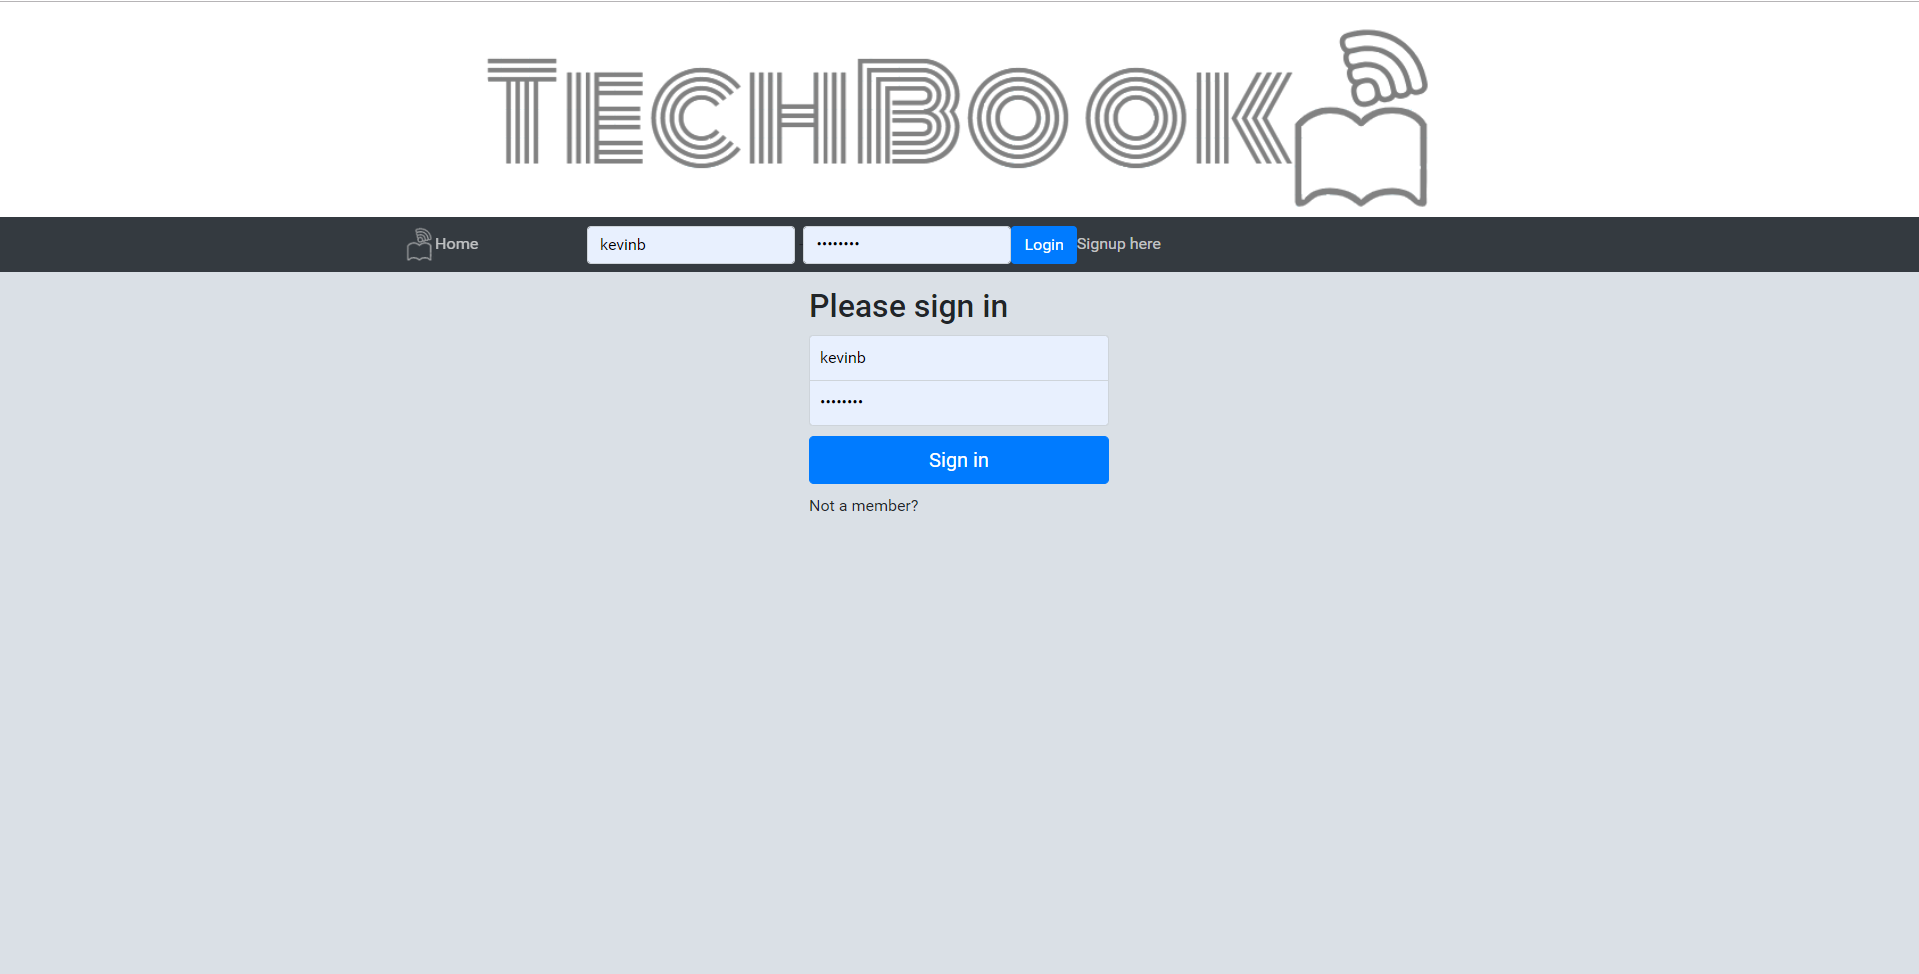 TechBook
Home kevinb •••••••• Login Signup here
Please sign in
kevinb
••••••••
Sign in
Not a member?